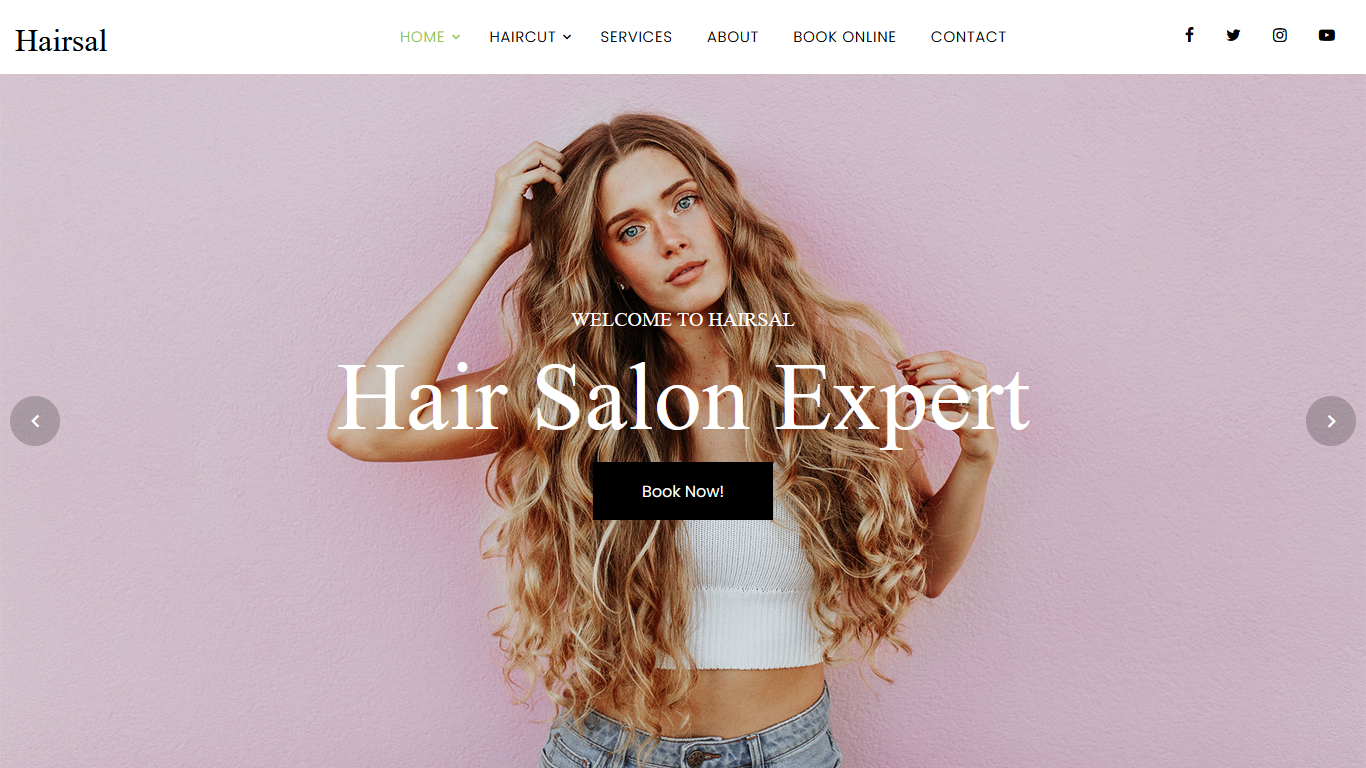 Hairsal
HOME HAIRCUT SERVICES ABOUT BOOK ONLINE CONTACT
WELCOME TO HAIRSAL
Hair Salon Expert
Book Now!